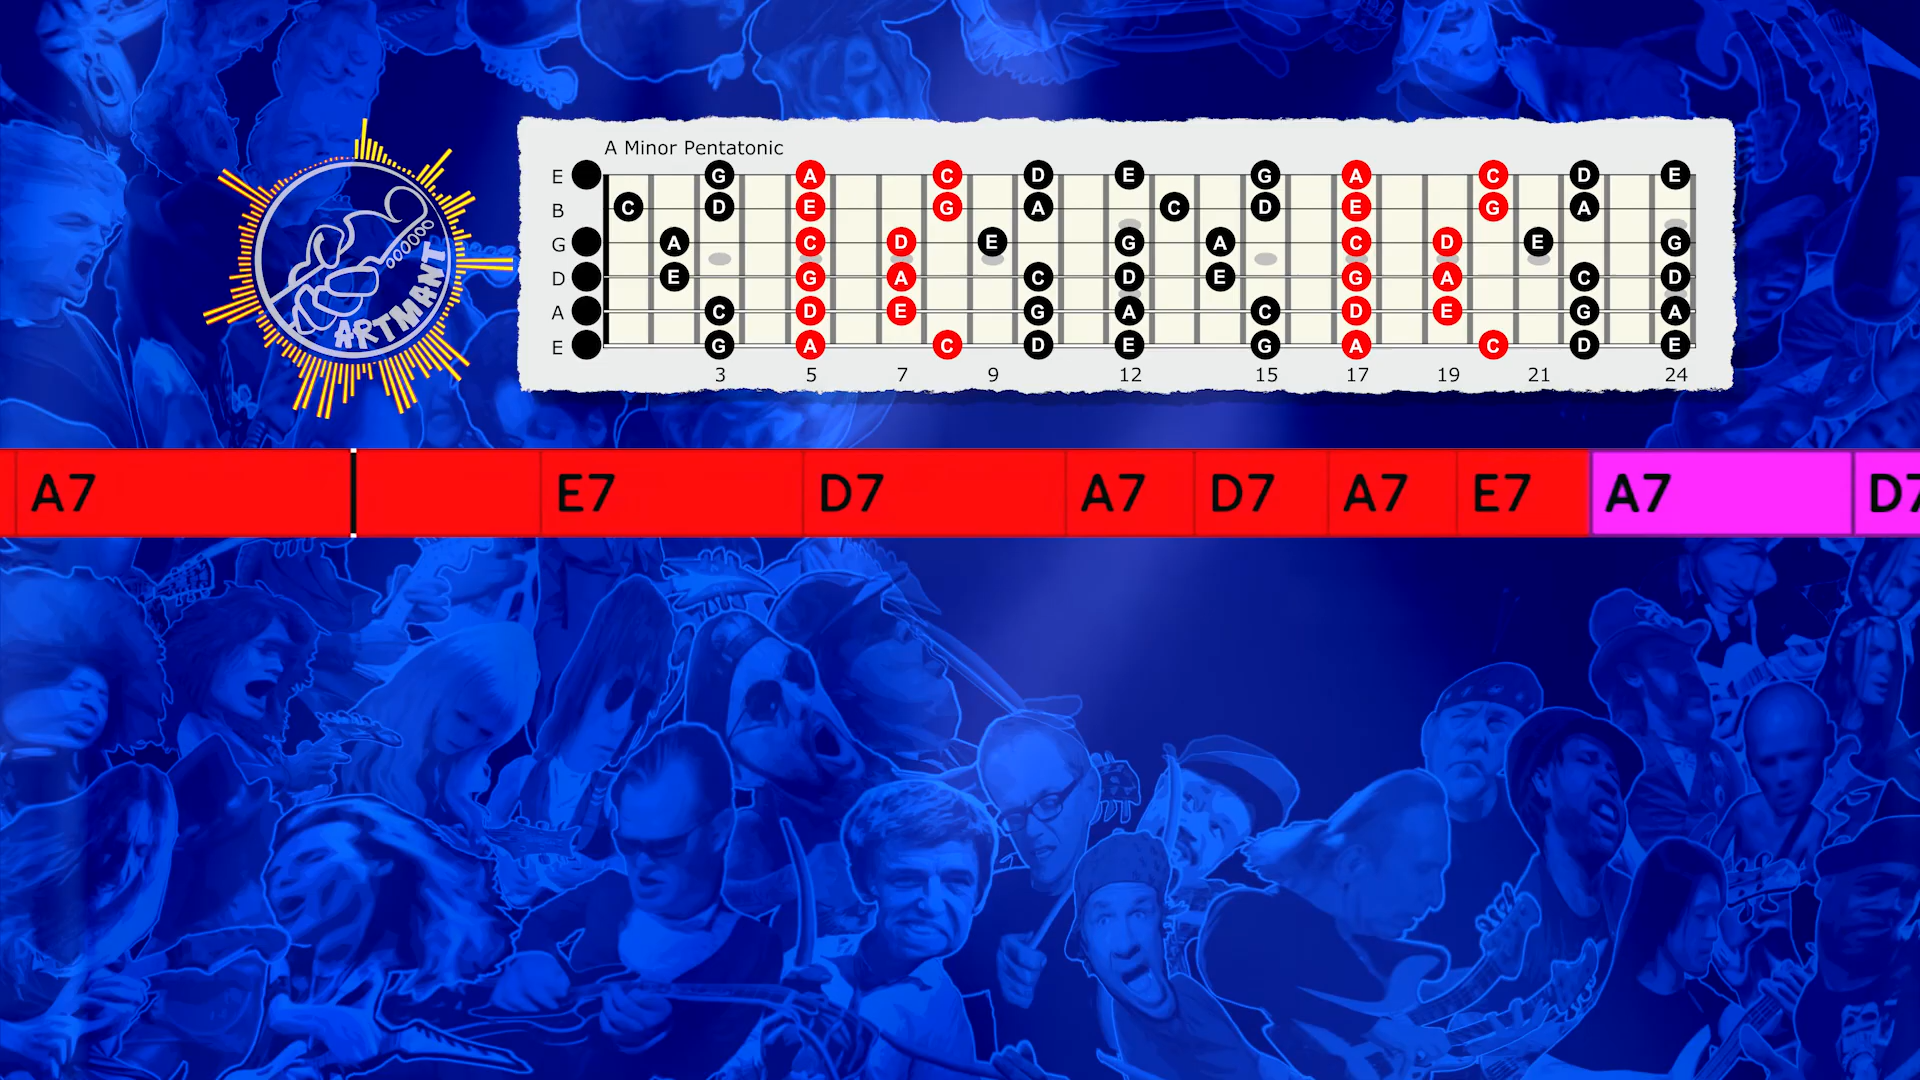 A Minor Pentatonic
E G A C D E G A C D E
B C D E G A C D E G A
G A C D E G A C D E G
D E G A C D E G A C D
A C D E G A C D E G A
E G A C D E G A C D E
3 5 7 9 12 15 17 19 21 24
ARTMANT
A7 E7 D7 A7 D7 A7 E7 A7 D7